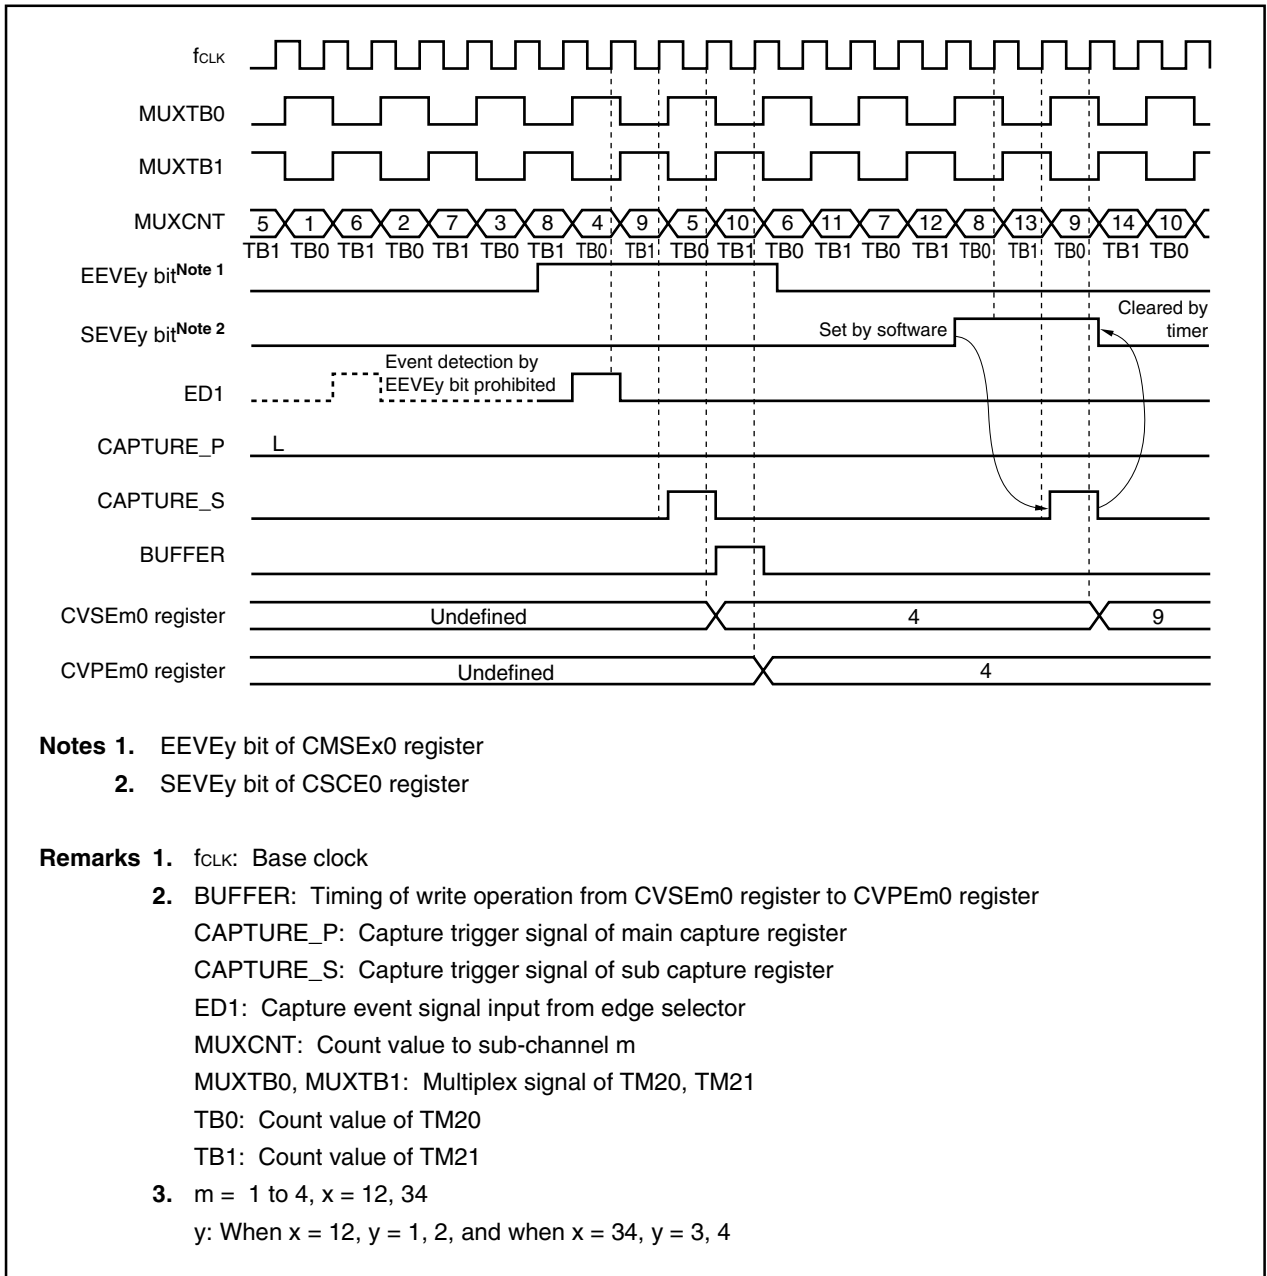 fCLK
MUXTB0
MUXTB1
MUXCNT 5 1 6 2 7 3 8 4 9 5 10 6 11 7 12 8 13 9 14 10
TB1 TB0 TB1 TB0 TB1 TB0 TB1 TB0 TB1 TB0 TB1 TB0 TB1 TB0 TB1 TB0 TB1 TB0 TB1 TB0
EEVEy bit Note 1
SEVEy bit Note 2 Set by software Cleared by
timer
Event detection by
EEVEy bit prohibited
ED1
CAPTURE_P L
CAPTURE_S
BUFFER
CVSEm0 register Undefined 4 9
CVPEm0 register Undefined 4
Notes 1. EEVEy bit of CMSEx0 register
2. SEVEy bit of CSCE0 register
Remarks 1. fCLK: Base clock
2. BUFFER: Timing of write operation from CVSEm0 register to CVPEm0 register
CAPTURE_P: Capture trigger signal of main capture register
CAPTURE_S: Capture trigger signal of sub capture register
ED1: Capture event signal input from edge selector
MUXCNT: Count value to sub-channel m
MUXTB0, MUXTB1: Multiplex signal of TM20, TM21
TB0: Count value of TM20
TB1: Count value of TM21
3. m = 1 to 4, x = 12, 34
y: When x = 12, y = 1, 2, and when x = 34, y = 3, 4